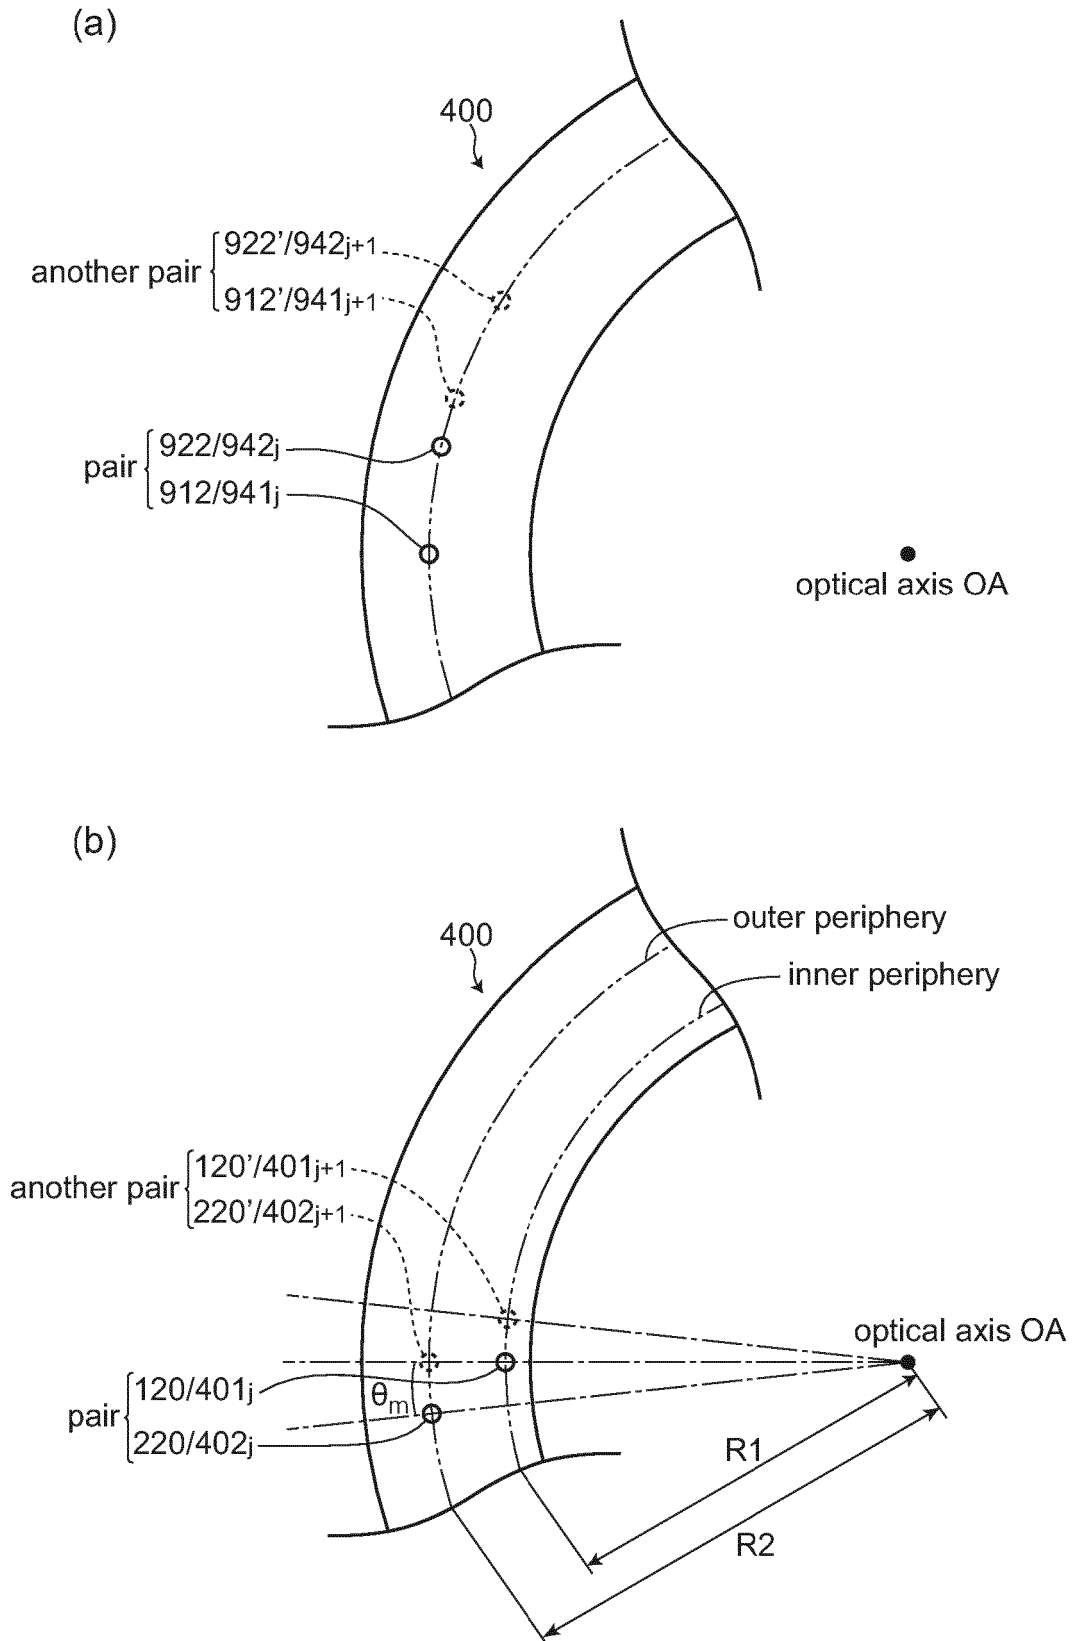 (a)
400
another pair { 922’/942j+1
912’/941j+1
pair { 922/942j
912/941j
optical axis OA
(b)
outer periphery
400
inner periphery
another pair { 120’/401j+1
220’/402j+1
optical axis OA
pair { 120/401j
θm
220/402j
R1
R2